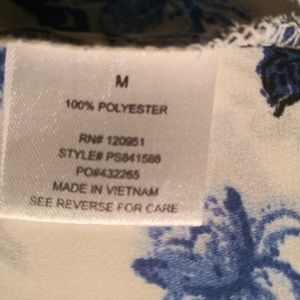 M
100% POLYESTER
RN# 120951
STYLE# PS841586
PO#432265
MADE IN VIETNAM
SEE REVERSE FOR CARE